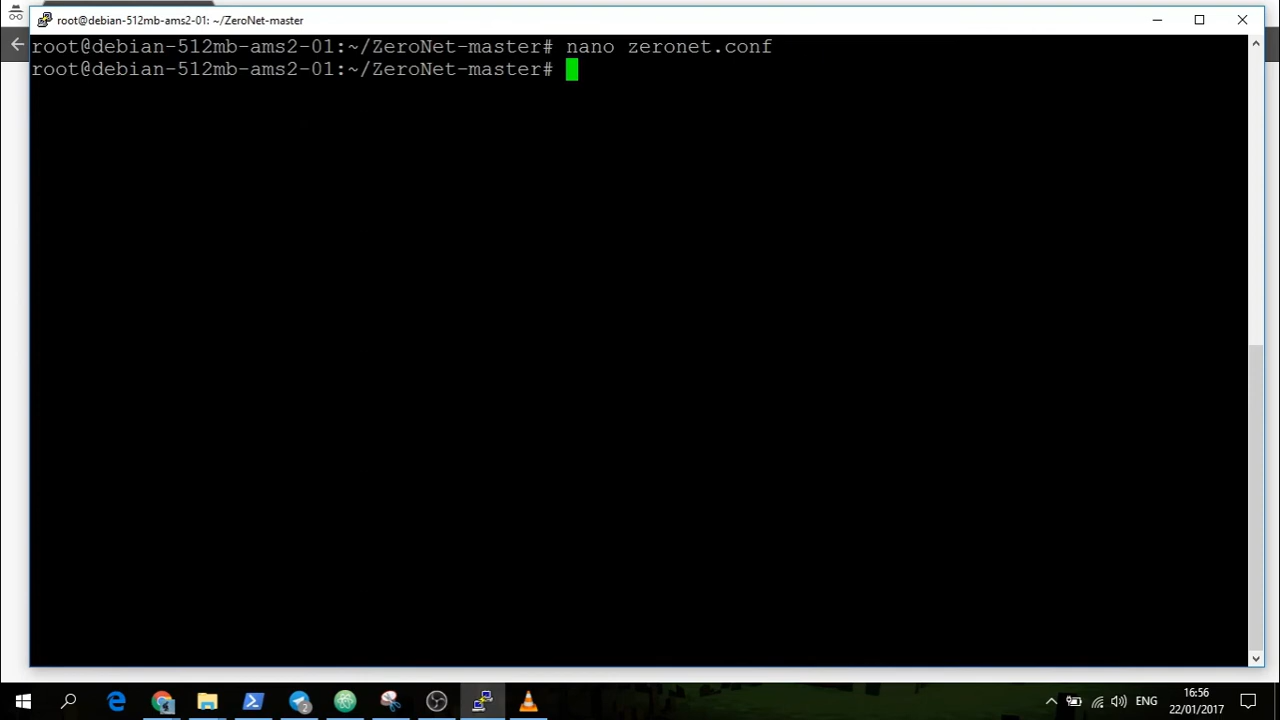 root@debian-512mb-ams2-01: ~/ZeroNet-master
root@debian-512mb-ams2-01:~/ZeroNet-master# nano zeronet.conf
root@debian-512mb-ams2-01:~/ZeroNet-master#
ENG
16:56
22/01/2017